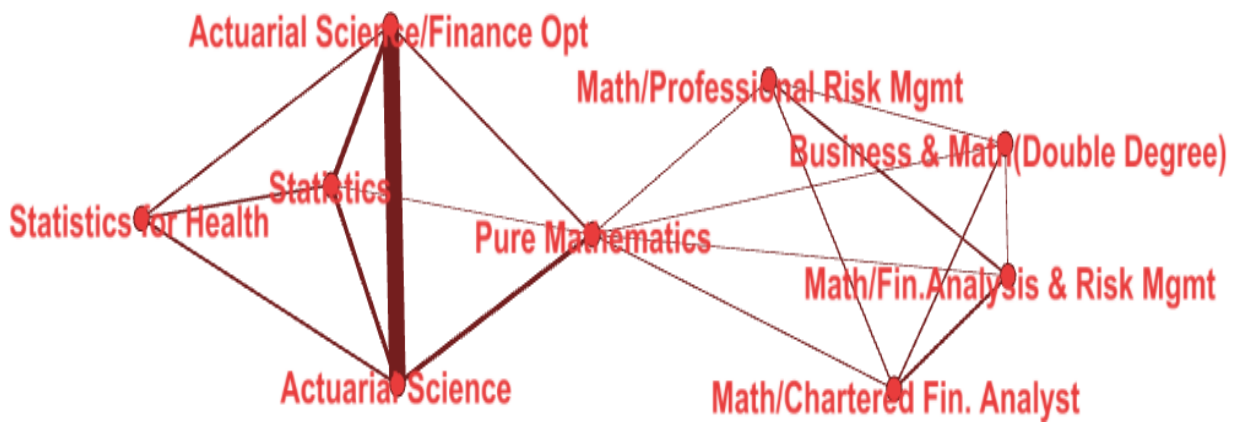 Actuarial Science/Finance Opt
Math/Professional Risk Mgmt
Business & Math (Double Degree)
Statistics
Statistics for Health
Pure Mathematics
Math/Fin.Analysis & Risk Mgmt
Actuarial Science
Math/Chartered Fin. Analyst